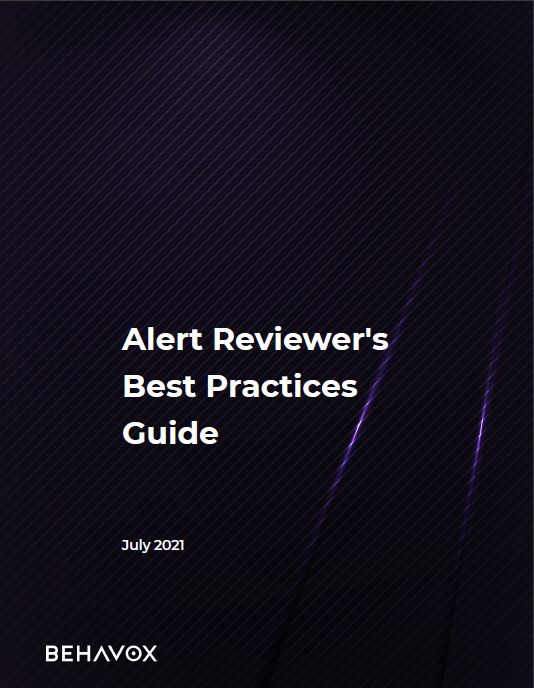 Alert Reviewer's
Best Practices
Guide
July 2021
BEHAVOX